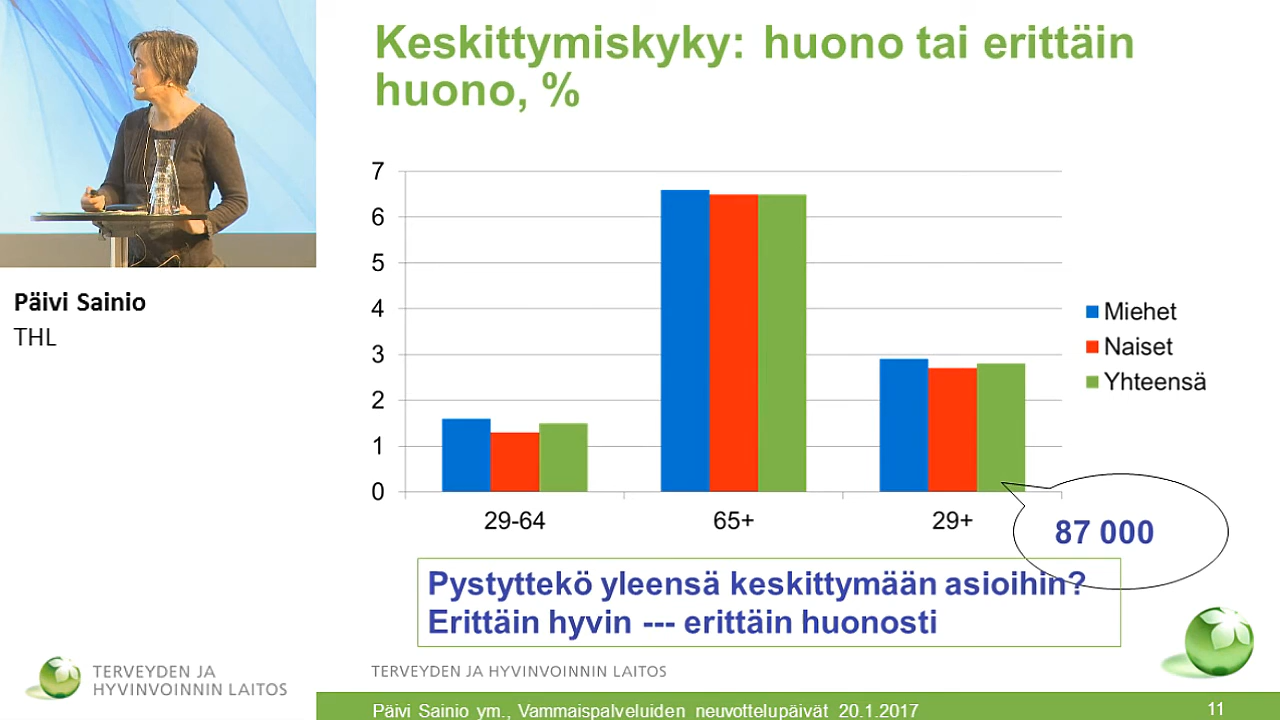 Keskittymiskyky: huono tai erittäin
huono, %
7
6
5
4
3
2
1
0
29-64
65+
29+
Miehet
Naiset
Yhteensä
87 000
Pystyttekö yleensä keskittymään asioihin?
Erittäin hyvin --- erittäin huonosti
Päivi Sainio
THL
TERVEYDEN JA
HYVINVOINNIN LAITOS
TERVEYDEN JA HYVINVOINNIN LAITOS
Päivi Sainio ym., Vammaispalveluiden neuvottelupäivät 20.1.2017
11